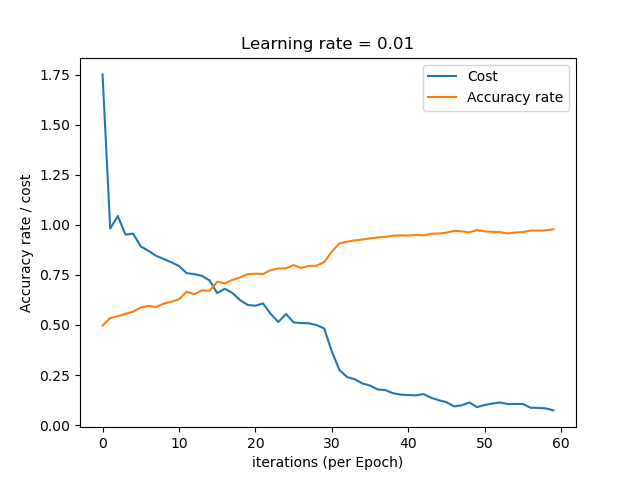 Learning rate = 0.01
Accuracy rate / cost
1.75
1.50
1.25
1.00
0.75
0.50
0.25
0.00
Cost
Accuracy rate
0 10 20 30 40 50 60
iterations (per Epoch)